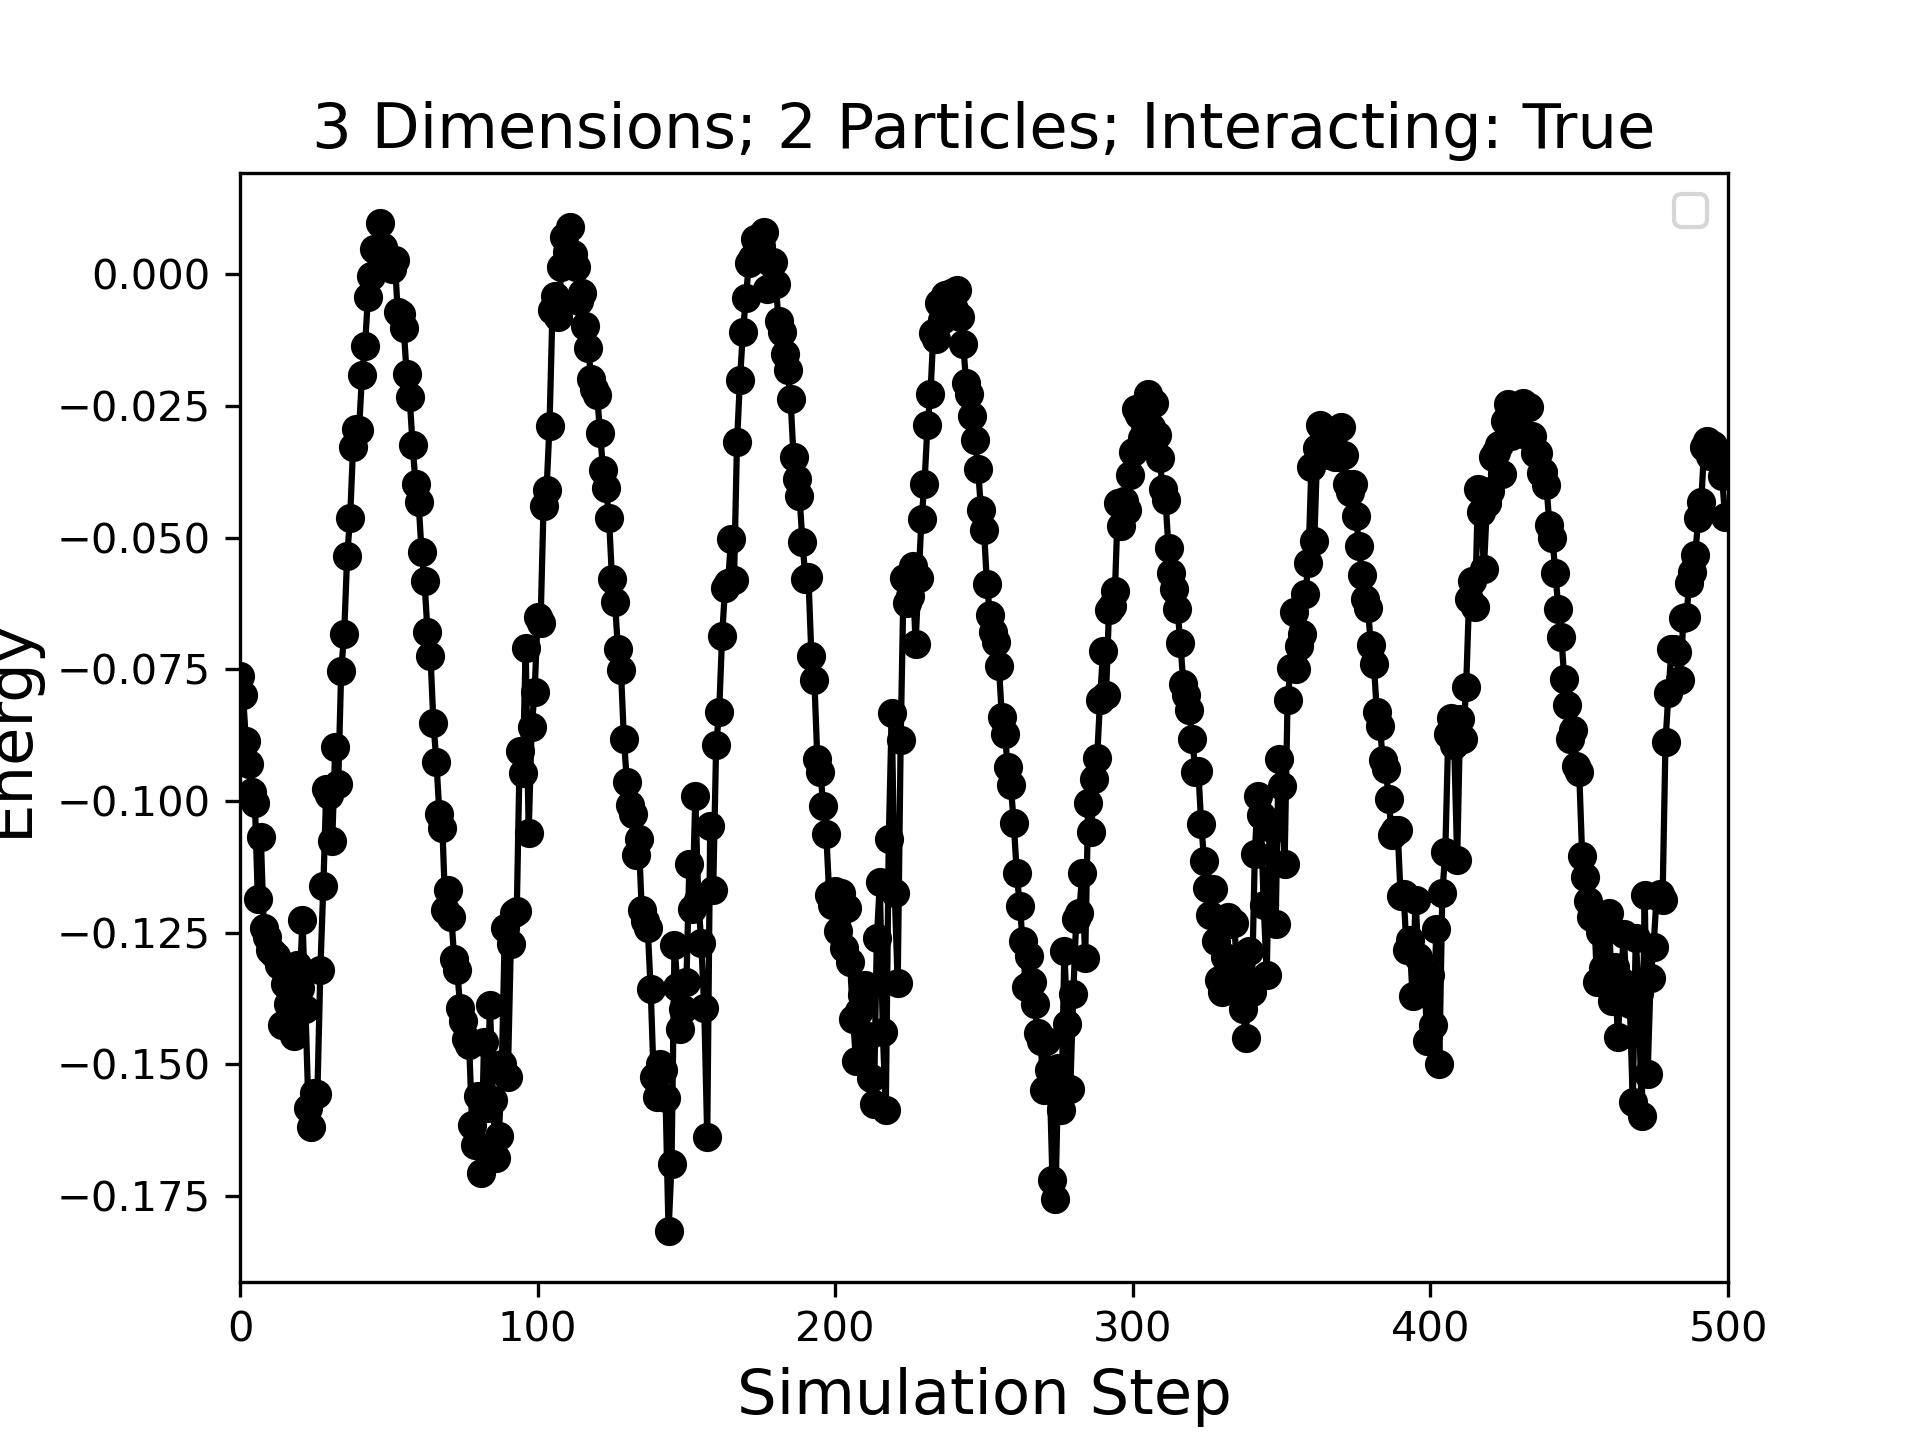 3 Dimensions; 2 Particles; Interacting: True
0.000
−0.025
−0.050
−0.075
−0.100
−0.125
−0.150
−0.175
Energy
0 100 200 300 400 500
Simulation Step